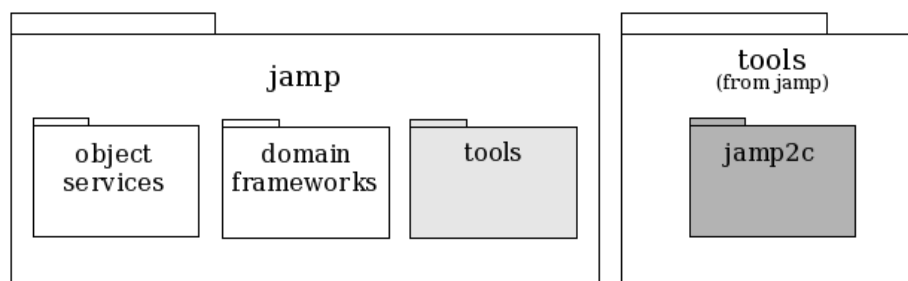 jamp
object
services
domain
frameworks
tools
tools
(from jamp)
jamp2c